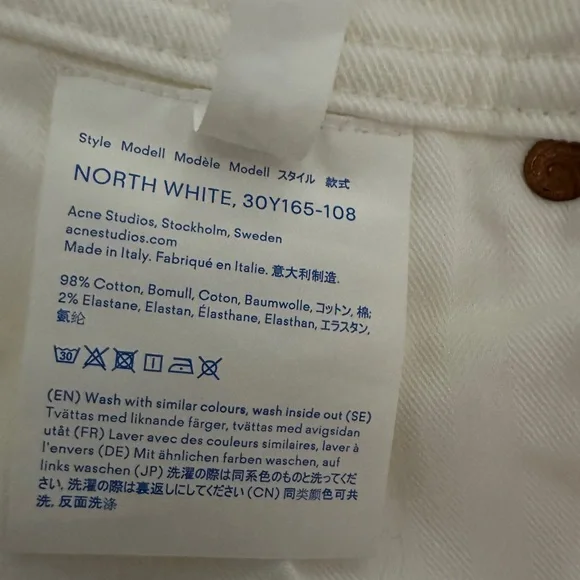 Style Modell Modèle Modell スタイル 款式
NORTH WHITE, 30Y165-108
Acne Studios, Stockholm, Sweden
acnestudios.com
Made in Italy. Fabriqué en Italie. 意大利制造.
98% Cotton, Bomull, Coton, Baumwolle, コットン, 棉;
2% Elastane, Elastan, Élasthane, Elasthan, エラスタン,
氨纶
30
(EN) Wash with similar colours, wash inside out (SE)
Tvättas med liknande färger, tvättas med avigsidan
utåt (FR) Laver avec des couleurs similaires, laver à
l'envers (DE) Mit ähnlichen farben waschen, auf
links waschen (JP) 洗濯の際は同系色のものと洗ってくだ
さい, 洗濯の際は裏返しにしてください (CN) 同类颜色可共
洗, 反面洗涤